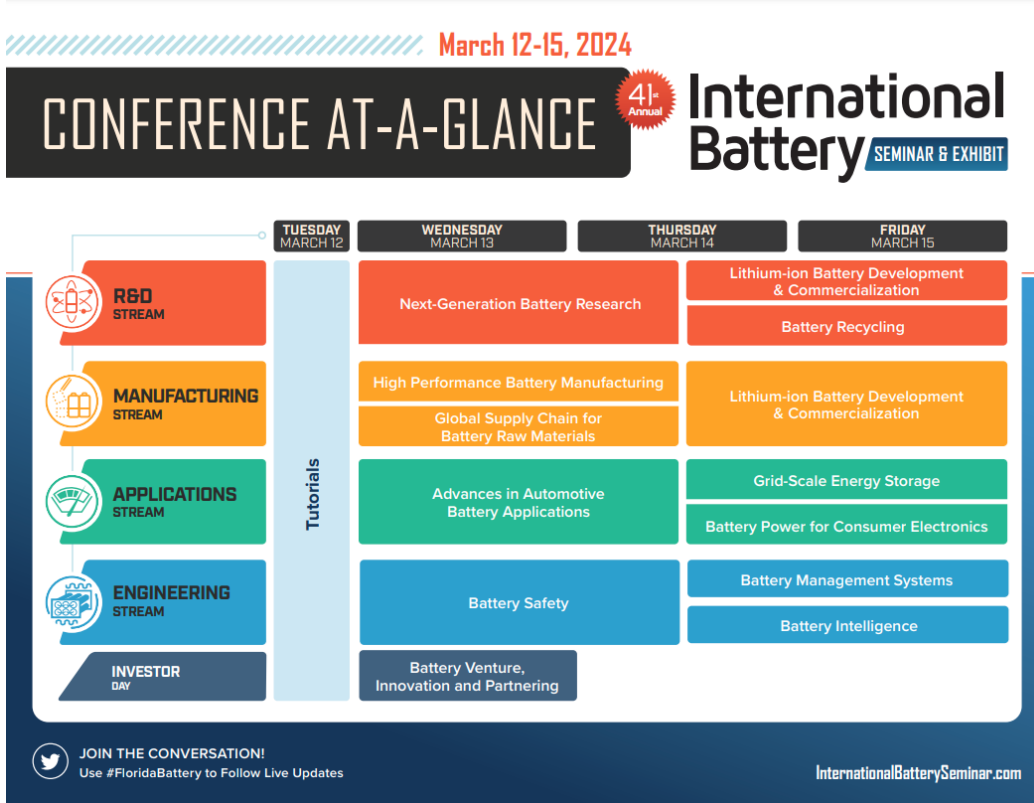 March 12-15, 2024
CONFERENCE AT-A-GLANCE
41st
Annual
International
Battery
SEMINAR & EXHIBIT
TUESDAY
MARCH 12
WEDNESDAY
MARCH 13
THURSDAY
MARCH 14
FRIDAY
MARCH 15
Tutorials
R&D
STREAM
Next-Generation Battery Research
Lithium-ion Battery Development
& Commercialization
Battery Recycling
MANUFACTURING
STREAM
High Performance Battery Manufacturing
Global Supply Chain for
Battery Raw Materials
Lithium-ion Battery Development
& Commercialization
APPLICATIONS
STREAM
Advances in Automotive
Battery Applications
Grid-Scale Energy Storage
Battery Power for Consumer Electronics
ENGINEERING
STREAM
Battery Safety
Battery Management Systems
Battery Intelligence
INVESTOR
DAY
Battery Venture,
Innovation and Partnering
JOIN THE CONVERSATION!
Use #FloridaBattery to Follow Live Updates
InternationalBatterySeminar.com